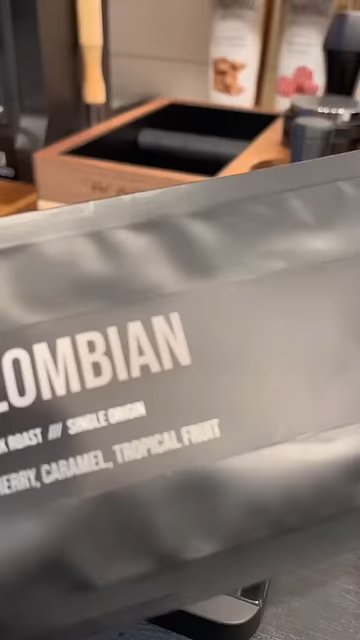 LOMBIAN
K ROAST /// SINGLE ORIGIN
ERRY, CARAMEL, TROPICAL FRUIT